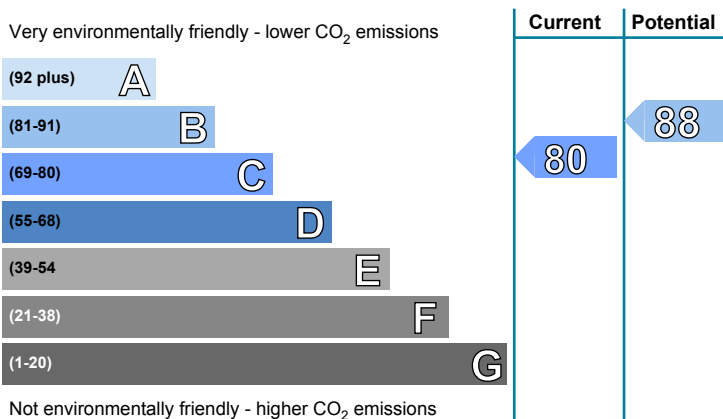 Very environmentally friendly - lower CO2 emissions
Current
Potential
(92 plus) A
(81-91) B
(69-80) C
(55-68) D
(39-54 E
(21-38) F
(1-20) G
80
88
Not environmentally friendly - higher CO2 emissions